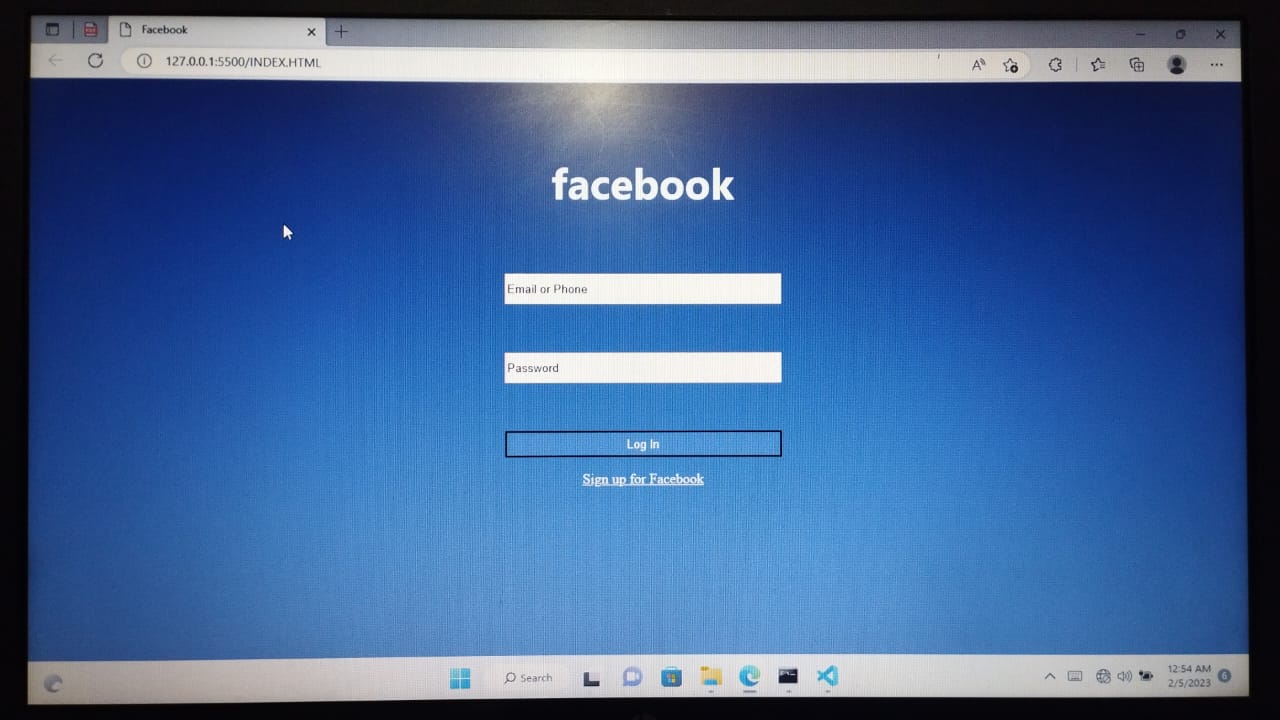 Facebook
127.0.0.1:5500/INDEX.HTML
facebook
Email or Phone
Password
Log In
Sign up for Facebook
Search
12:54 AM
2/5/2023
6